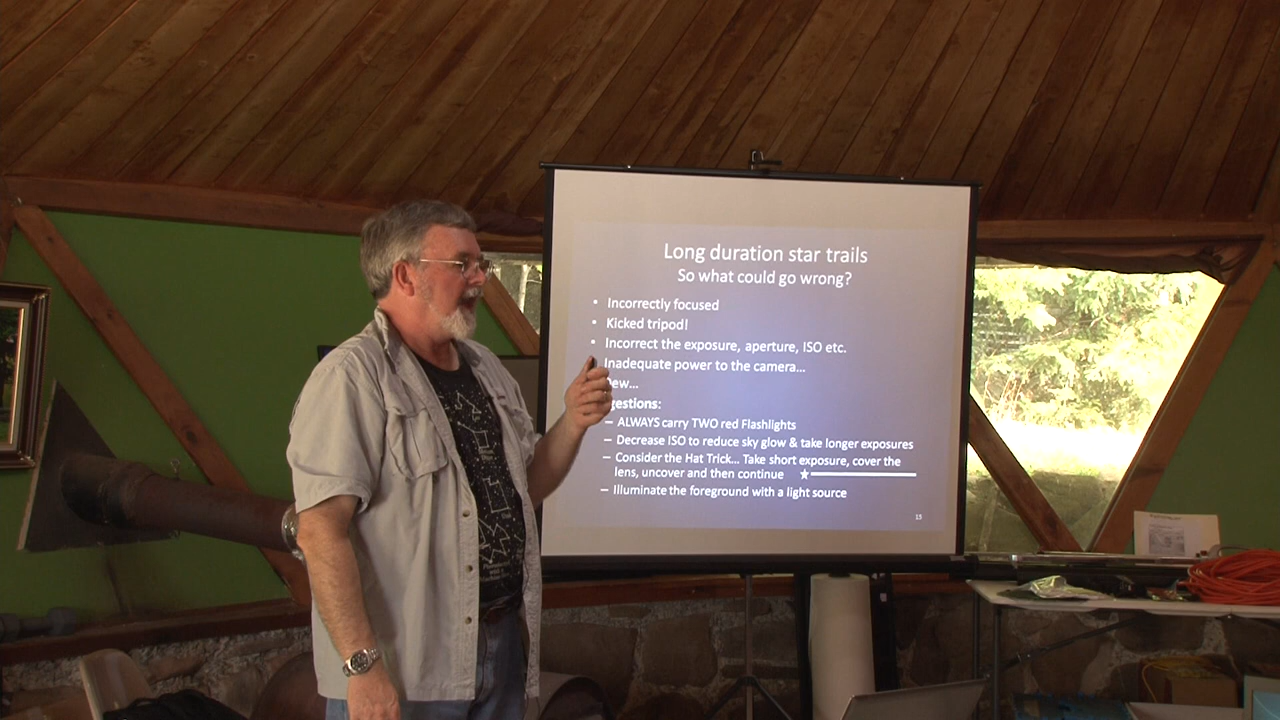 Long duration star trails
So what could go wrong?
• Incorrectly focused
• Kicked tripod!
• Incorrect the exposure, aperture, ISO etc.
Inadequate power to the camera...
ew...
gestions:
– ALWAYS carry TWO red Flashlights
– Decrease ISO to reduce sky glow & take longer exposures
– Consider the Hat Trick... Take short exposure, cover the
lens, uncover and then continue
– Illuminate the foreground with a light source
15